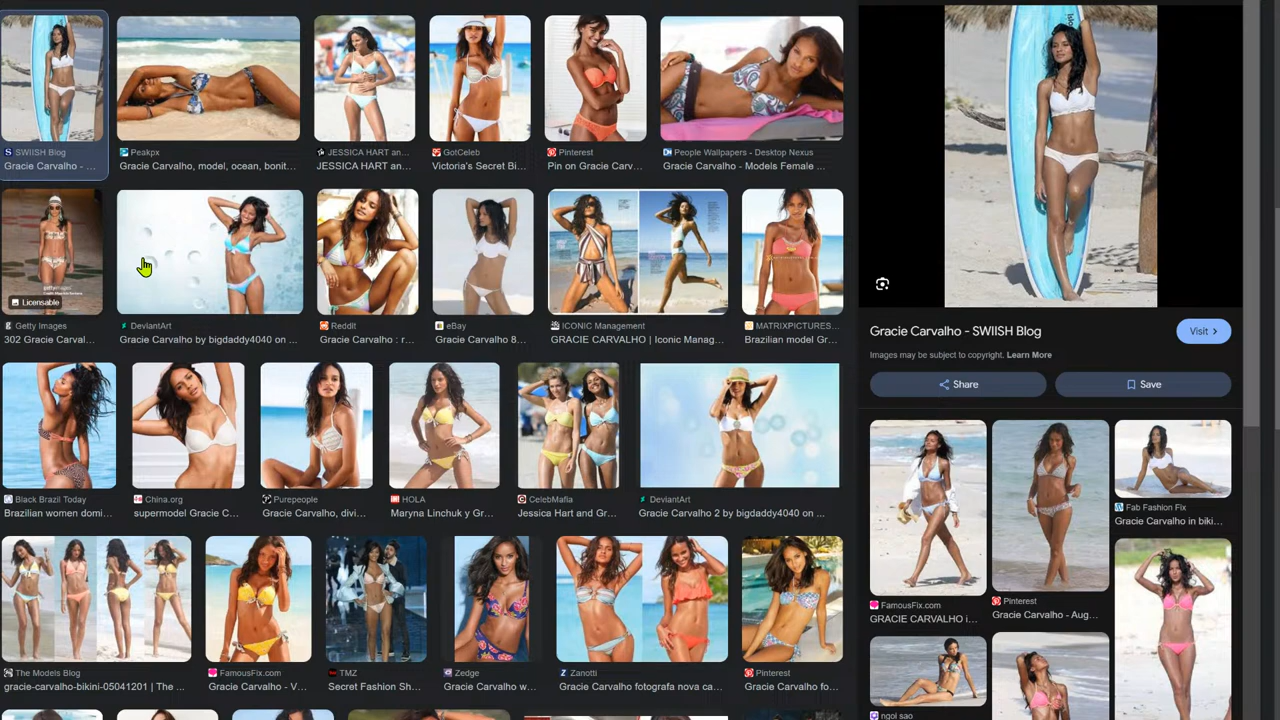 SWIISH Blog
Gracie Carvalho - ...
Peakpx
Gracie Carvalho, model, ocean, bonit...
JESSICA HART an...
JESSICA HART an...
GotCeleb
Victoria's Secret Bi...
Pinterest
Pin on Gracie Carv...
People Wallpapers - Desktop Nexus
Gracie Carvalho - Models Female ...
gettyimages
Licensable
Getty Images
302 Gracie Carval...
DeviantArt
Gracie Carvalho by bigdaddy4040 on ...
Reddit
Gracie Carvalho : r...
eBay
Gracie Carvalho 8...
ICONIC Management
GRACIE CARVALHO | Iconic Manag...
MATRIXPICTURES...
Brazilian model Gr...
Black Brazil Today
Brazilian women domi...
China.org
supermodel Gracie C...
Purepeople
Gracie Carvalho, divi...
HOLA
Maryna Linchuk y Gr...
CelebMafia
Jessica Hart and Gr...
DeviantArt
Gracie Carvalho 2 by bigdaddy4040 on ...
The Models Blog
gracie-carvalho-bikini-05041201 | The ...
FamousFix.com
Gracie Carvalho - V...
TMZ
Secret Fashion Sh...
Zedge
Gracie Carvalho w...
Zanotti
Gracie Carvalho fotografa nova ca...
Pinterest
Gracie Carvalho fo...
Gracie Carvalho - SWIISH Blog
Visit
Images may be subject to copyright. Learn More
Share
Save
FamousFix.com
GRACIE CARVALHO i...
Pinterest
Gracie Carvalho - Aug...
Fab Fashion Fix
Gracie Carvalho in biki...
ngoi sao